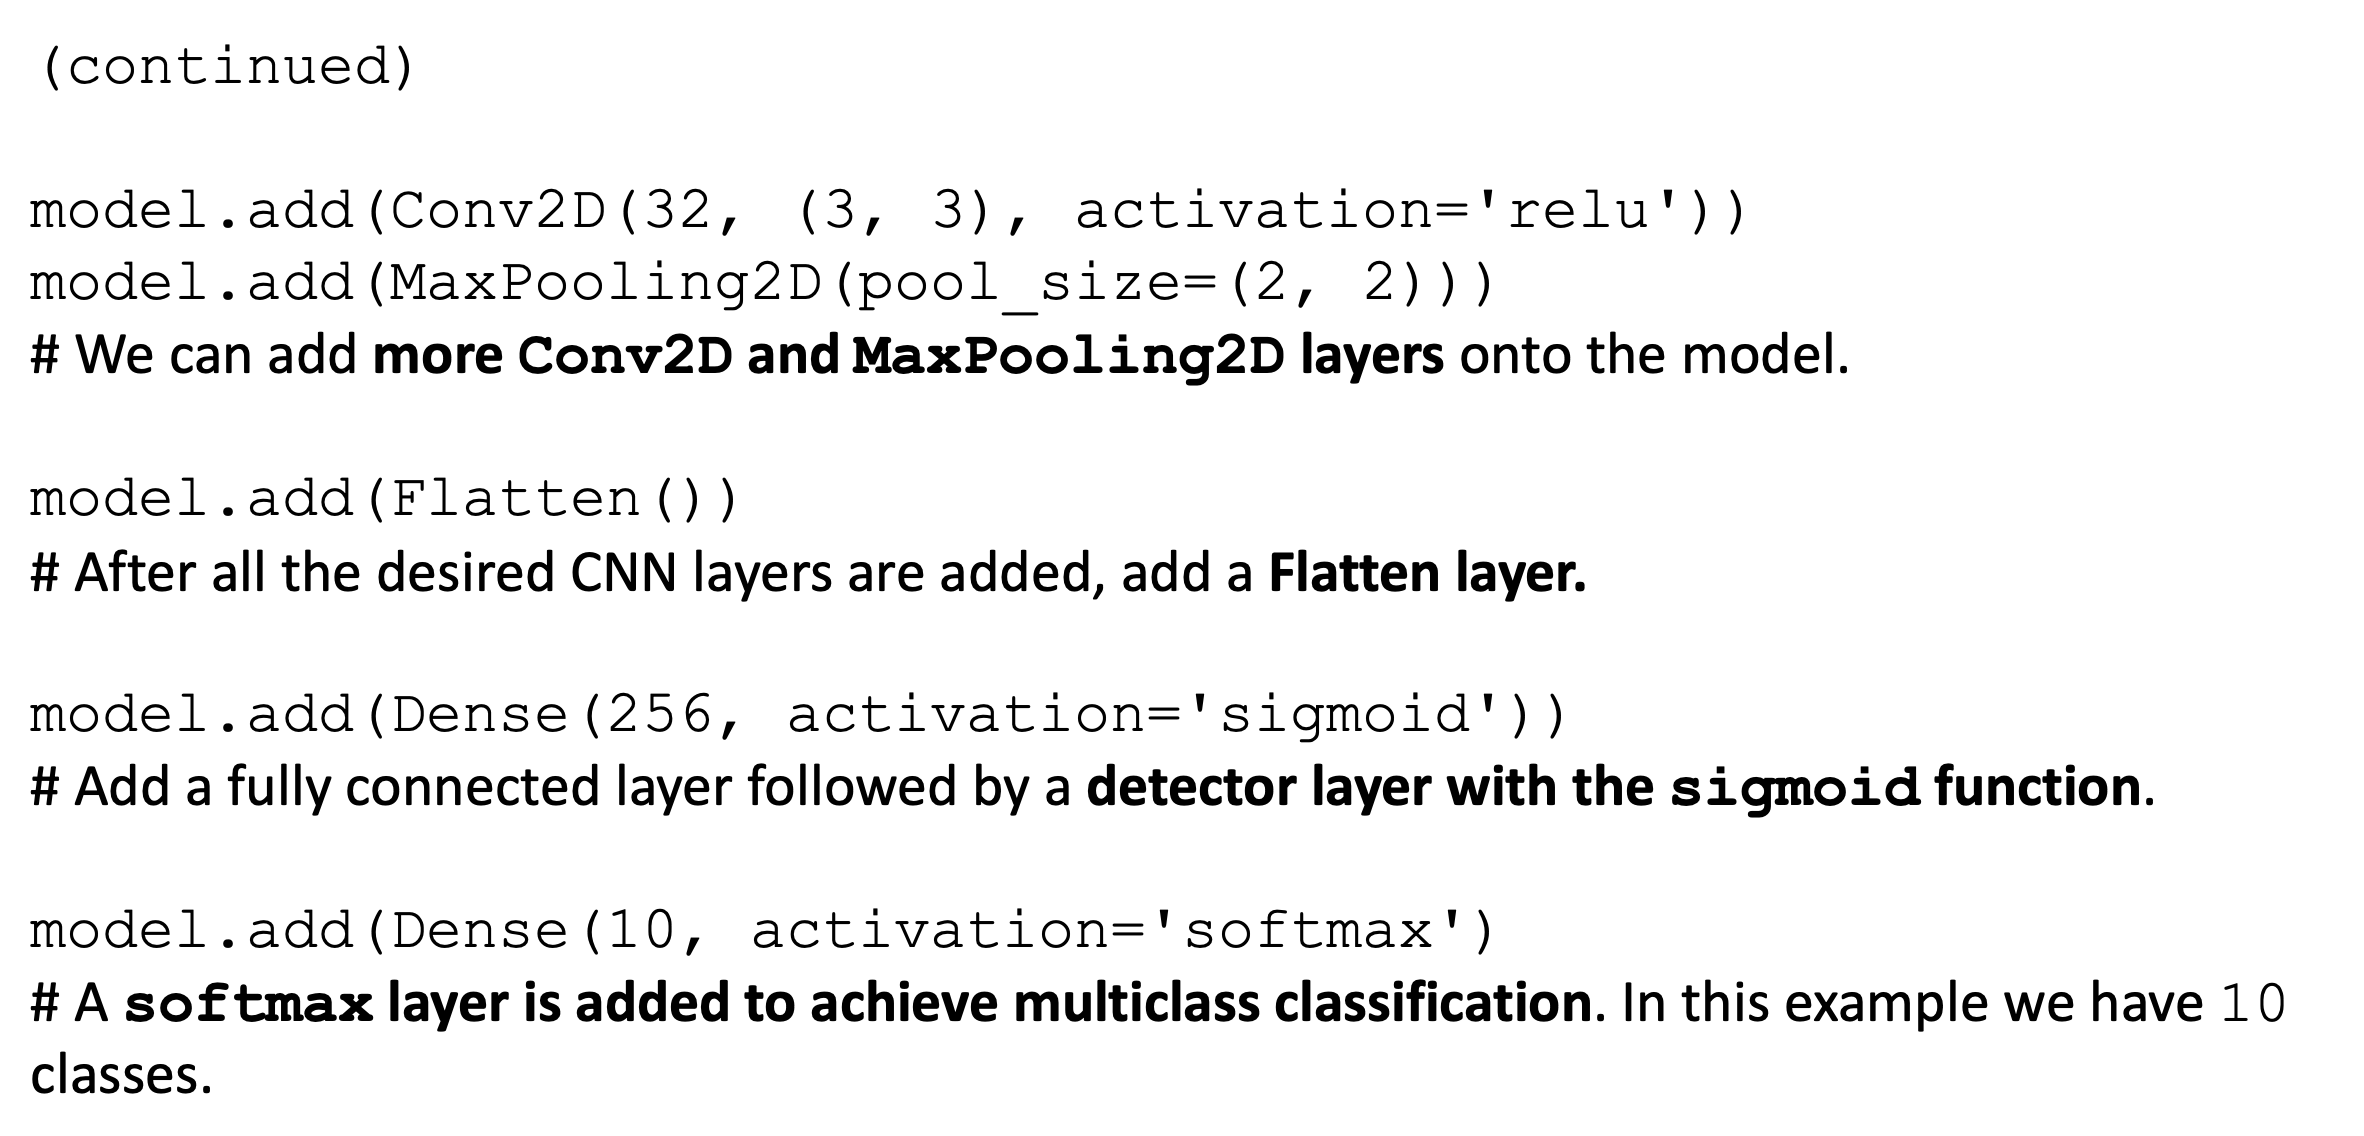 (continued)
model.add(Conv2D(32, (3, 3), activation='relu'))
model.add(MaxPooling2D(pool_size=(2, 2)))
# We can add more Conv2D and MaxPooling2D layers onto the model.
model.add(Flatten())
# After all the desired CNN layers are added, add a Flatten layer.
model.add(Dense(256, activation='sigmoid'))
# Add a fully connected layer followed by a detector layer with the sigmoid function.
model.add(Dense(10, activation='softmax')
# A softmax layer is added to achieve multiclass classification. In this example we have 10
classes.